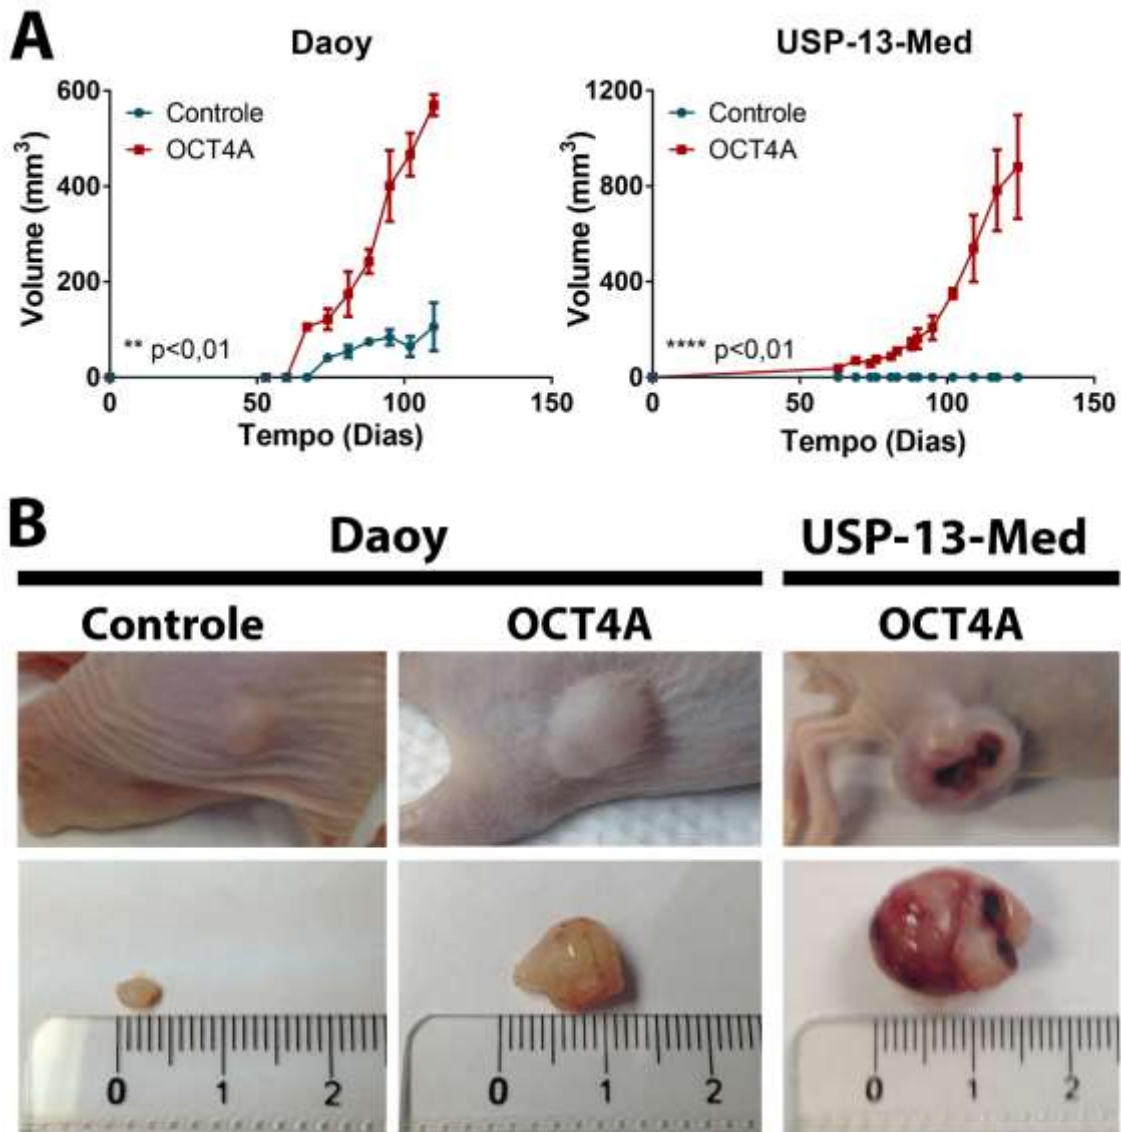 A
Daoy
USP-13-Med
600
400
200
0
Volume (mm³)
Controle
OCT4A
** p<0,01
0
50
100
150
Tempo (Dias)
1200
800
400
0
Volume (mm³)
Controle
OCT4A
**** p<0,01
0
50
100
150
Tempo (Dias)
B
Daoy
USP-13-Med
Controle
OCT4A
OCT4A
0 1 2
0 1 2
0 1 2